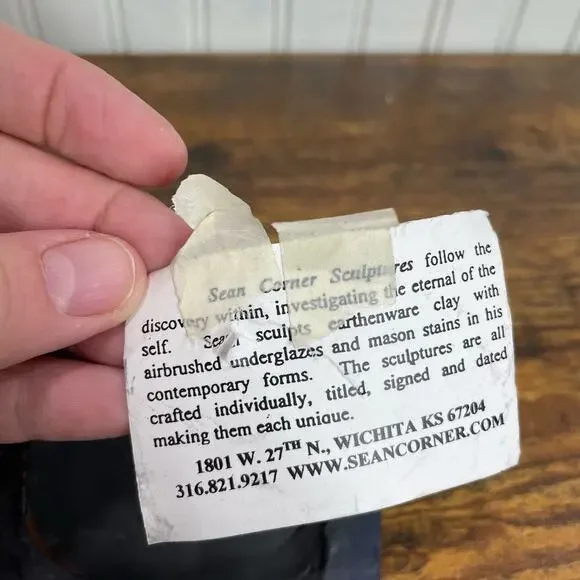 Sean Corner Sculptures follow the
discovery within, investigating the eternal of the
self. Sean sculpts earthenware clay with
airbrushed underglazes and mason stains in his
contemporary forms. The sculptures are all
crafted individually, titled, signed and dated
making them each unique.
1801 W. 27TH N., WICHITA KS 67204
316.821.9217 WWW.SEANCORNER.COM